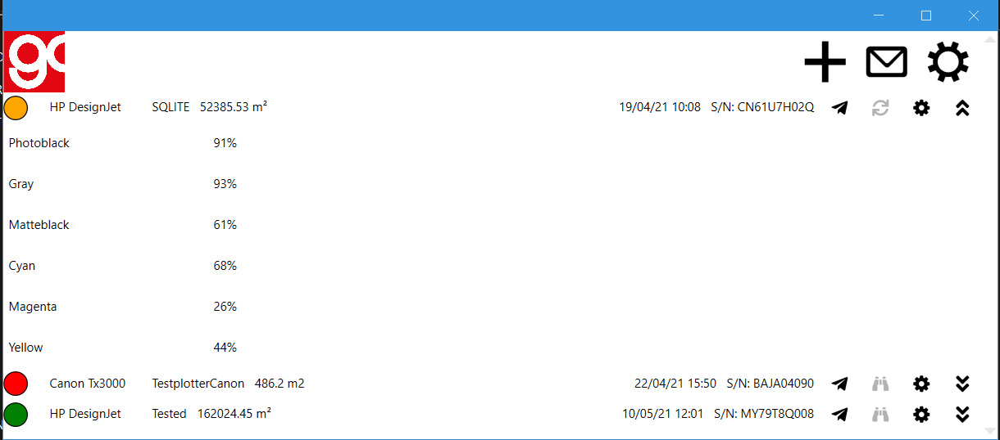 go
HP DesignJet SQLITE 52385.53 m² 19/04/21 10:08 S/N: CN61U7H02Q
Photoblack 91%
Gray 93%
Matteblack 61%
Cyan 68%
Magenta 26%
Yellow 44%
Canon Tx3000 TestplotterCanon 486.2 m2 22/04/21 15:50 S/N: BAJA04090
HP DesignJet Tested 162024.45 m² 10/05/21 12:01 S/N: MY79T8Q008